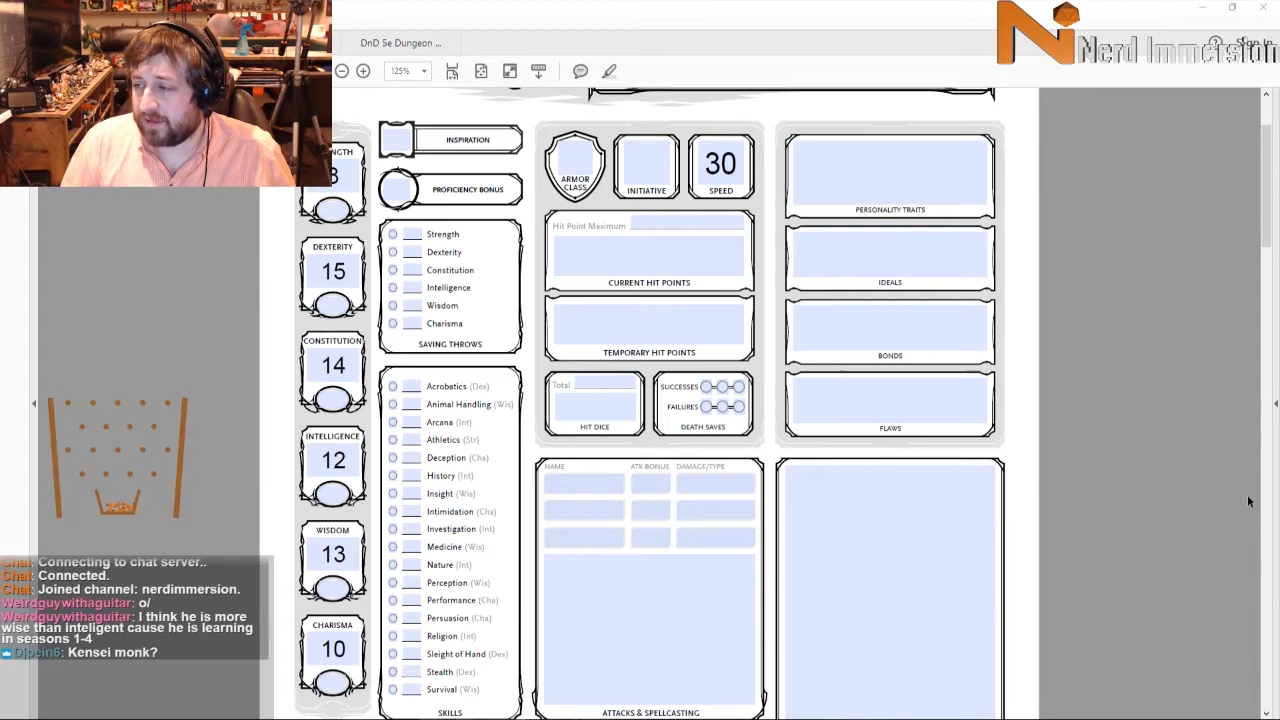 DnD 5e Dungeon ...
Sign In
Nerd Immersion
125%
INSPIRATION
PROFICIENCY BONUS
NGTH
8
DEXTERITY
15
CONSTITUTION
14
INTELLIGENCE
12
WISDOM
13
CHARISMA
10
Strength
Dexterity
Constitution
Intelligence
Wisdom
Charisma
SAVING THROWS
Acrobatics (Dex)
Animal Handling (Wis)
Arcana (Int)
Athletics (Str)
Deception (Cha)
History (Int)
Insight (Wis)
Intimidation (Cha)
Investigation (Int)
Medicine (Wis)
Nature (Int)
Perception (Wis)
Performance (Cha)
Persuasion (Cha)
Religion (Int)
Sleight of Hand (Dex)
Stealth (Dex)
Survival (Wis)
SKILLS
ARMOR
CLASS
INITIATIVE
30
SPEED
Hit Point Maximum
CURRENT HIT POINTS
TEMPORARY HIT POINTS
Total
HIT DICE
SUCCESSES
FAILURES
DEATH SAVES
NAME ATK BONUS DAMAGE/TYPE
ATTACKS & SPELLCASTING
PERSONALITY TRAITS
IDEALS
BONDS
FLAWS
Chat: Connecting to chat server..
Chat: Connected.
Chat: Joined channel: nerdimmersion.
Weirdguywithaguitar: o/
Weirdguywithaguitar: I think he is more
wise than inteligent cause he is learning
in seasons 1-4
Djpein6: Kensei monk?